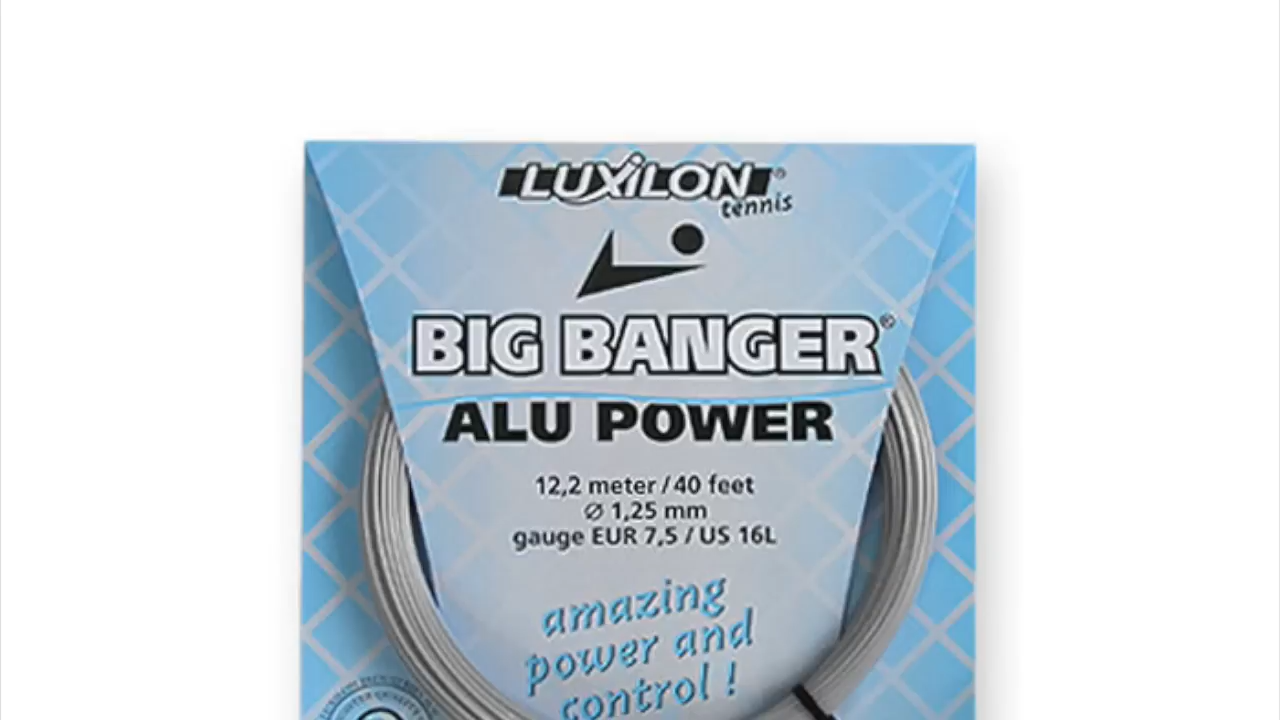 LUXiLON®
tennis
BIG BANGER®
ALU POWER
12,2 meter / 40 feet
Ø 1,25 mm
gauge EUR 7,5 / US 16L
amazing
power and
control !